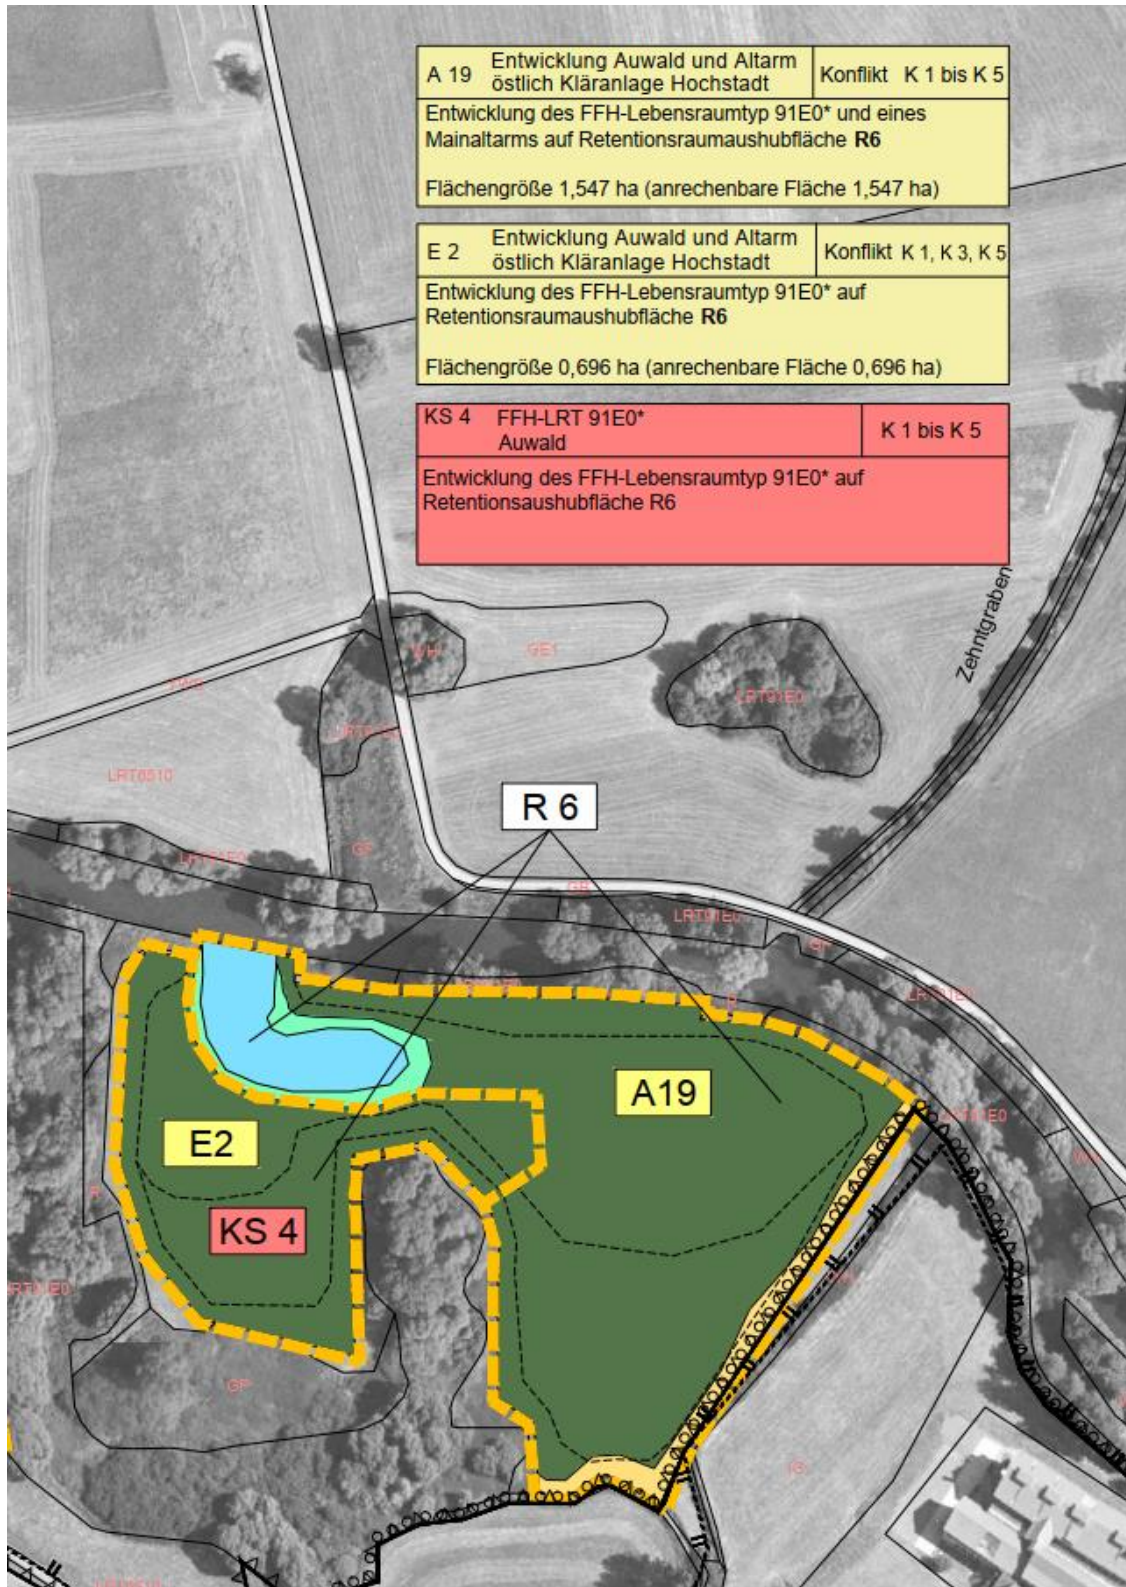 A 19
Entwicklung Auwald und Altarm
östlich Kläranlage Hochstadt
Konflikt K 1 bis K 5
Entwicklung des FFH-Lebensraumtyp 91E0* und eines
Mainaltarms auf Retentionsraumaushubfläche R6
Flächengröße 1,547 ha (anrechenbare Fläche 1,547 ha)
E 2
Entwicklung Auwald und Altarm
östlich Kläranlage Hochstadt
Konflikt K 1, K 3, K 5
Entwicklung des FFH-Lebensraumtyp 91E0* auf
Retentionsraumaushubfläche R6
Flächengröße 0,696 ha (anrechenbare Fläche 0,696 ha)
KS 4
FFH-LRT 91E0*
Auwald
K 1 bis K 5
Entwicklung des FFH-Lebensraumtyp 91E0* auf
Retentionsaushubfläche R6
Zehntgraben
WH
GE1
LRT91E0
LRT6510
R 6
LRT91E0
LRT91E0
LRT91E0
A19
E2
KS 4